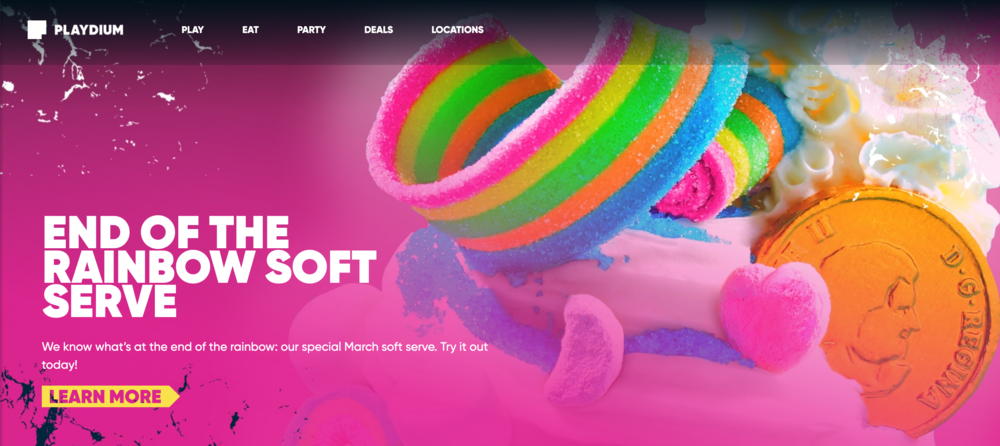 PLAYDIUM
PLAY
EAT
PARTY
DEALS
LOCATIONS
END OF THE
RAINBOW SOFT
SERVE
We know what's at the end of the rainbow: our special March soft serve. Try it out
today!
LEARN MORE
II
D·G·REGINA